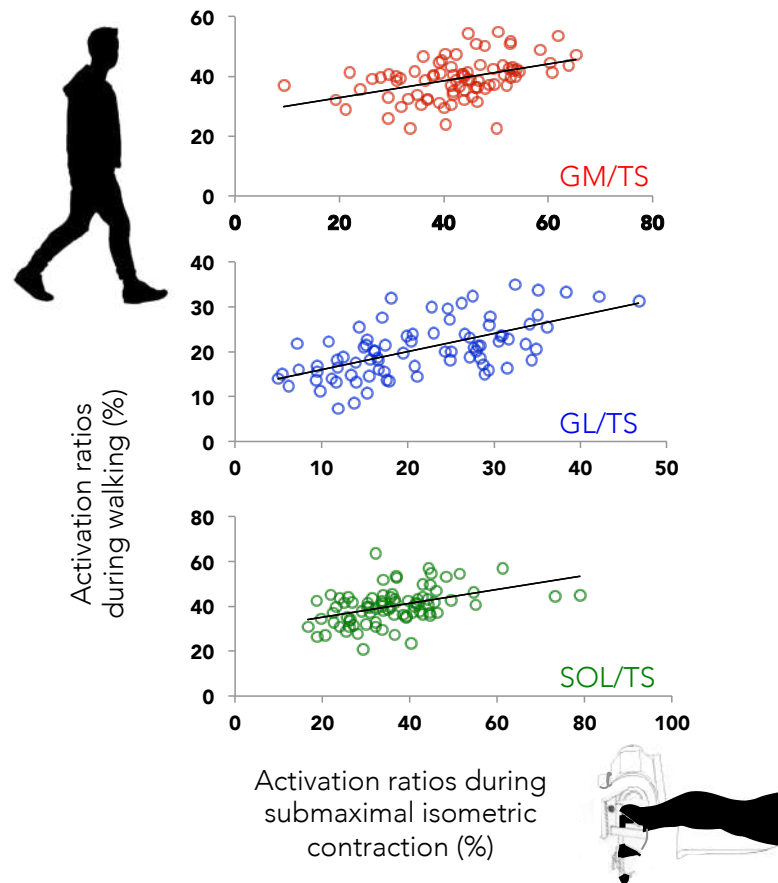 60
40
20
0
0 20 40 60 80
GM/TS
40
30
20
10
0
0 10 20 30 40 50
GL/TS
80
60
40
20
0
0 20 40 60 80 100
SOL/TS
Activation ratios
during walking (%)
Activation ratios during
submaximal isometric
contraction (%)